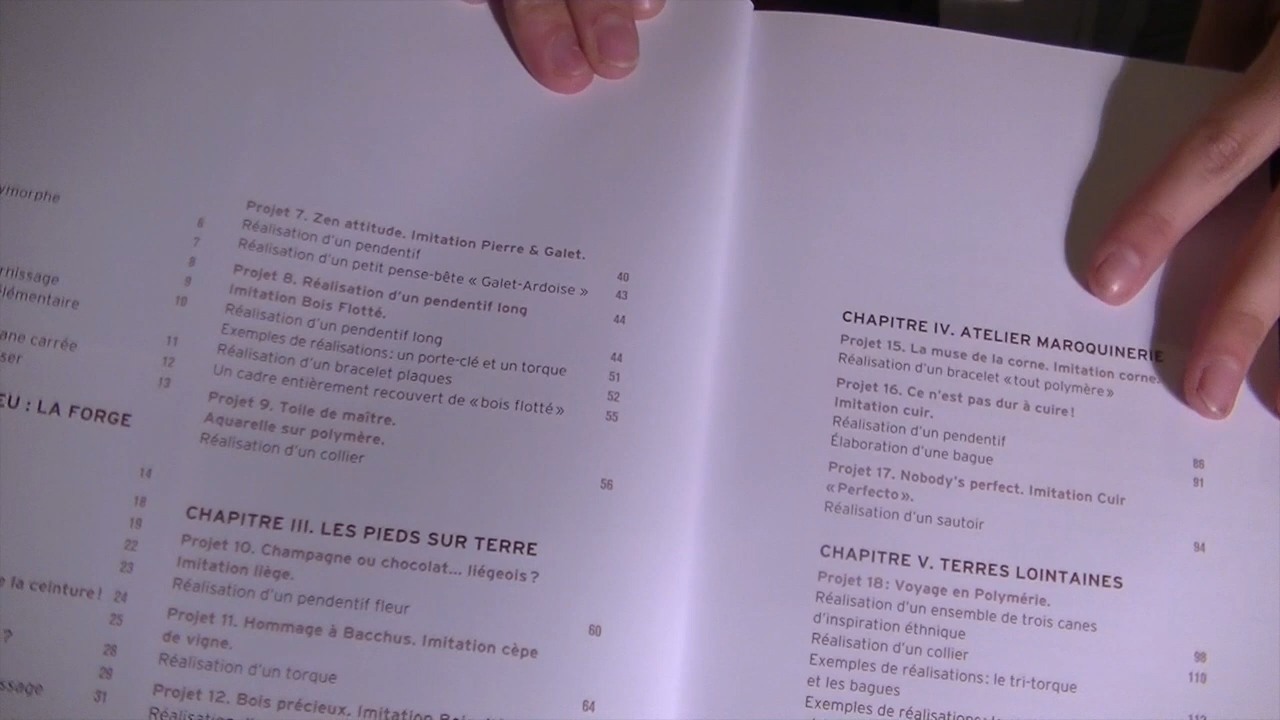 ymorphe
6
7
8
rnissage 9
lémentaire 10
ane carrée 11
ser 12
13
EU : LA FORGE
14
18
19
22
23
e la ceinture! 24
25
? 28
29
ssage 31
Projet 7. Zen attitude. Imitation Pierre & Galet.
Réalisation d'un pendentif 40
Réalisation d'un petit pense-bête « Galet-Ardoise » 43
Projet 8. Réalisation d'un pendentif long 44
Imitation Bois Flotté.
Réalisation d'un pendentif long 44
Exemples de réalisations: un porte-clé et un torque 51
Réalisation d'un bracelet plaques 52
Un cadre entièrement recouvert de « bois flotté » 55
Projet 9. Toile de maître.
Aquarelle sur polymère.
Réalisation d'un collier 56
CHAPITRE III. LES PIEDS SUR TERRE
Projet 10. Champagne ou chocolat... liégeois ?
Imitation liège.
Réalisation d'un pendentif fleur 60
Projet 11. Hommage à Bacchus. Imitation cèpe
de vigne.
Réalisation d'un torque 64
Projet 12. Bois précieux. Imitation
CHAPITRE IV. ATELIER MAROQUINERIE
Projet 15. La muse de la corne. Imitation corne.
Réalisation d'un bracelet « tout polymère »
Projet 16. Ce n'est pas dur à cuire!
Imitation cuir.
Réalisation d'un pendentif 86
Élaboration d'une bague 91
Projet 17. Nobody's perfect. Imitation Cuir
« Perfecto ».
Réalisation d'un sautoir 94
CHAPITRE V. TERRES LOINTAINES
Projet 18: Voyage en Polymérie.
Réalisation d'un ensemble de trois canes
d'inspiration éthnique 98
Réalisation d'un collier 110
Exemples de réalisations: le tri-torque
et les bagues
Exemples de réalisations: